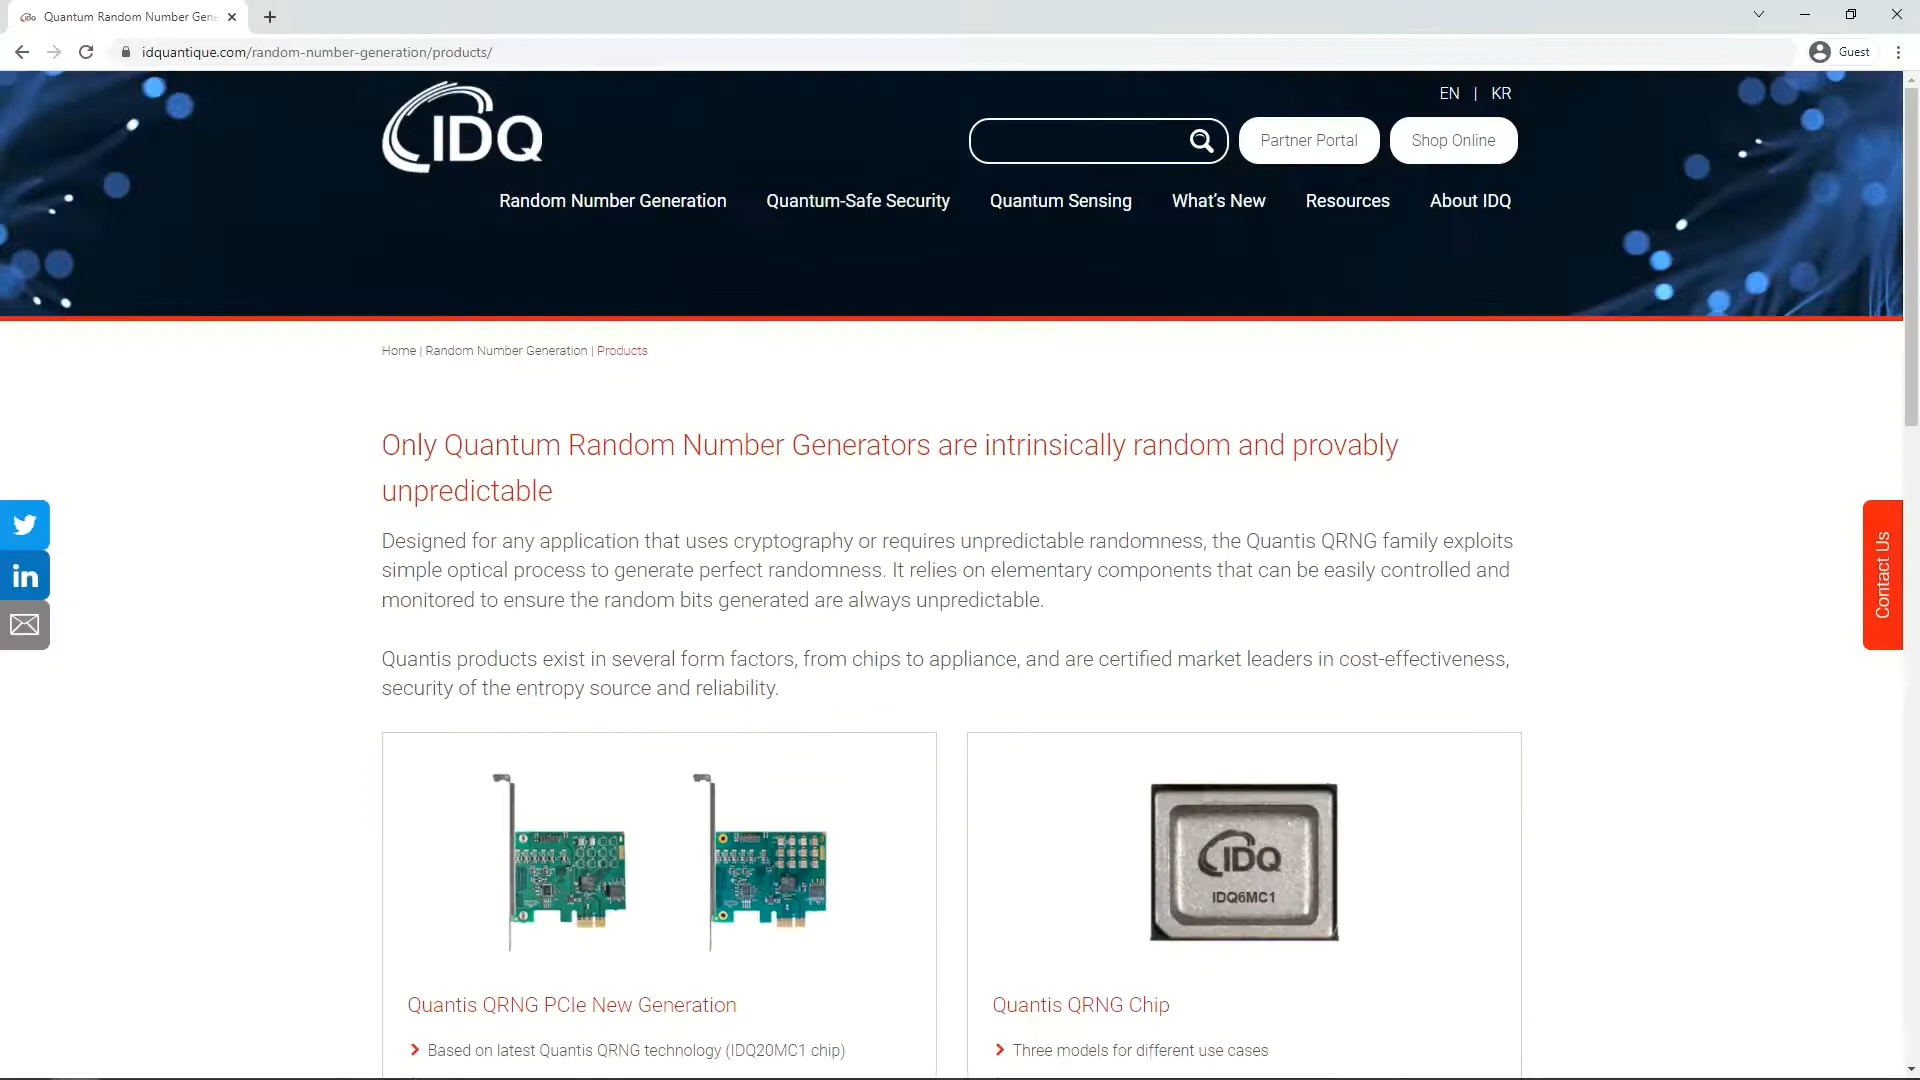 Quantum Random Number Gene
idquantique.com/random-number-generation/products/
Guest
EN | KR
IDQ
Partner Portal
Shop Online
Random Number Generation
Quantum-Safe Security
Quantum Sensing
What's New
Resources
About IDQ
Home | Random Number Generation | Products
Only Quantum Random Number Generators are intrinsically random and provably
unpredictable
Designed for any application that uses cryptography or requires unpredictable randomness, the Quantis QRNG family exploits
simple optical process to generate perfect randomness. It relies on elementary components that can be easily controlled and
monitored to ensure the random bits generated are always unpredictable.
Quantis products exist in several form factors, from chips to appliance, and are certified market leaders in cost-effectiveness,
security of the entropy source and reliability.
in
Contact Us
IDQ
IDQ6MC1
Quantis QRNG PCIe New Generation
Based on latest Quantis QRNG technology (IDQ20MC1 chip)
Quantis QRNG Chip
Three models for different use cases